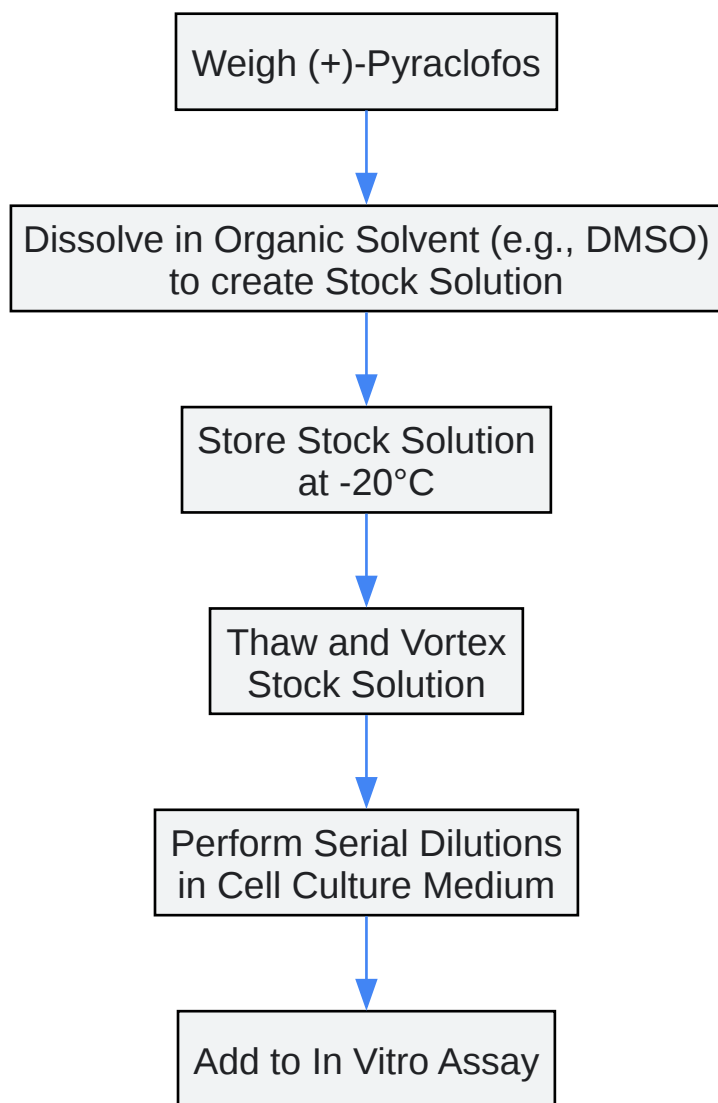 Weigh (+)-Pyraclofos
Dissolve in Organic Solvent (e.g., DMSO)
to create Stock Solution
Store Stock Solution
at -20°C
Thaw and Vortex
Stock Solution
Perform Serial Dilutions
in Cell Culture Medium
Add to In Vitro Assay